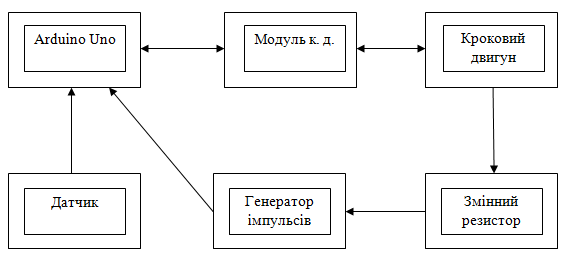 Arduino Uno
Модуль к. д.
Кроковий
двигун
Датчик
Генератор
імпульсів
Змінний
резистор